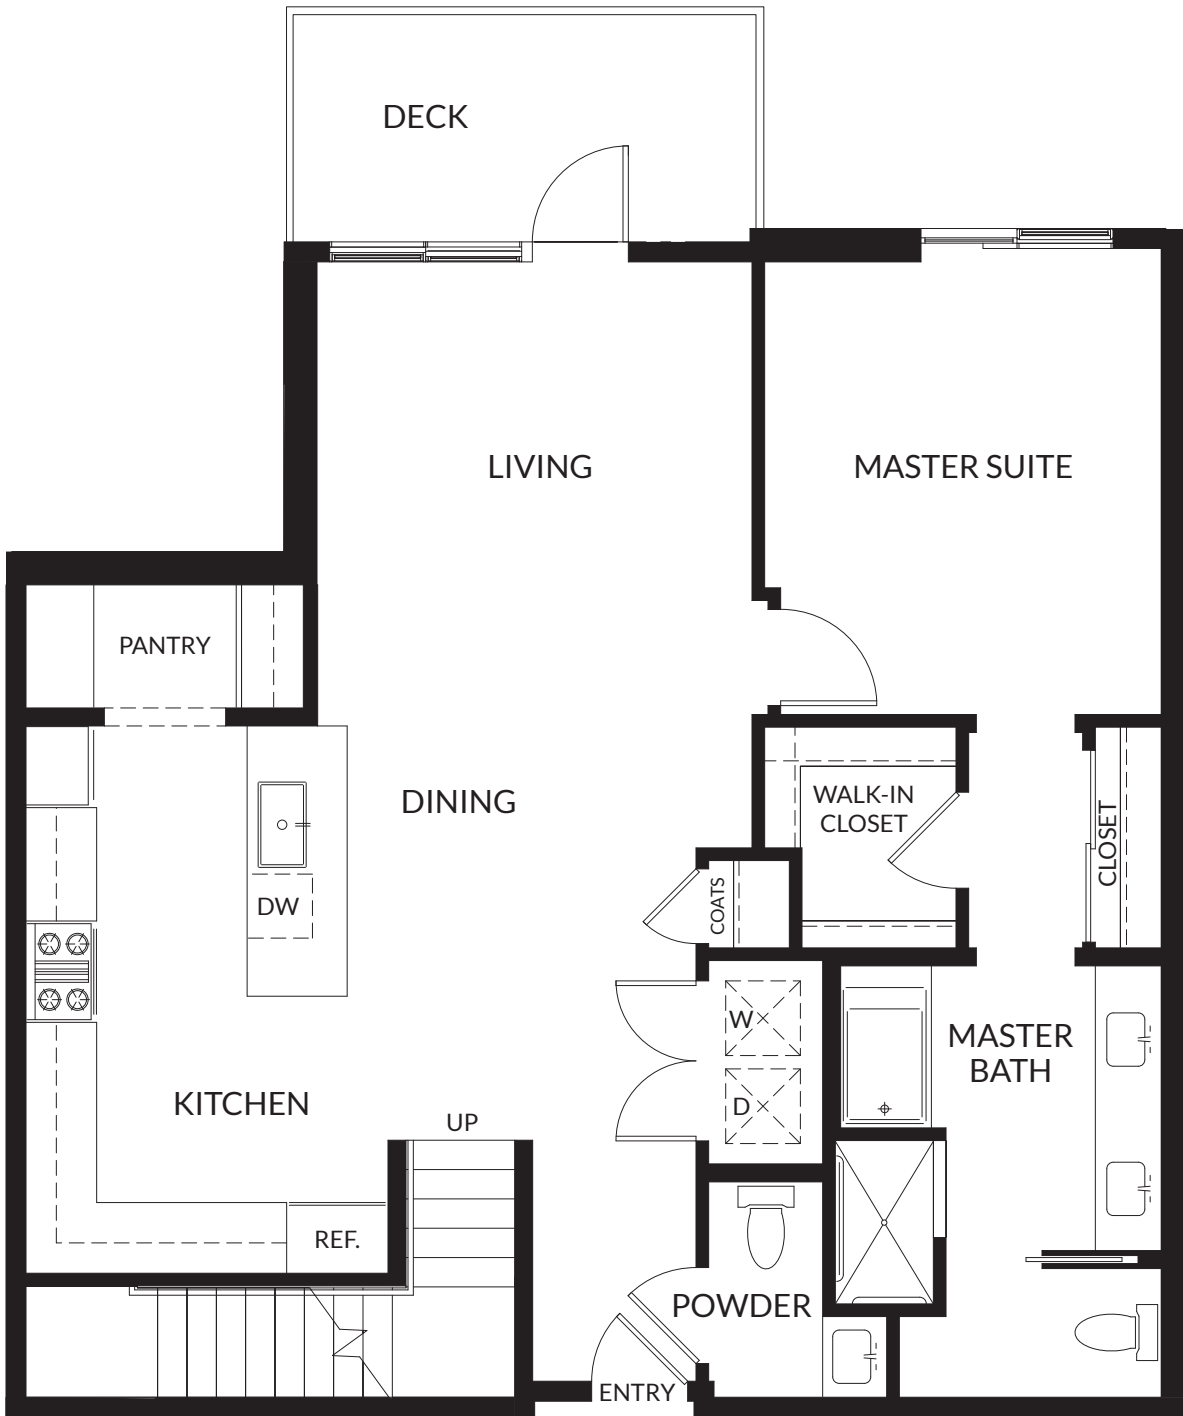 DECK
LIVING
MASTER SUITE
PANTRY
DINING
WALK-IN
CLOSET
CLOSET
COATS
DW
W
MASTER
BATH
D
KITCHEN
UP
REF.
POWDER
ENTRY